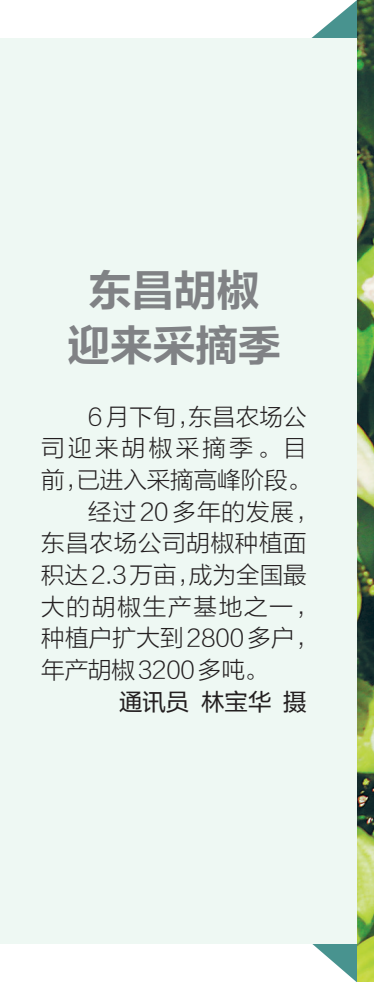 东昌胡椒
迎来采摘季
6月下旬,东昌农场公
司迎来胡椒采摘季。目
前,已进入采摘高峰阶段。
经过20多年的发展,
东昌农场公司胡椒种植面
积达2.3万亩,成为全国最
大的胡椒生产基地之一,
种植户扩大到2800多户,
年产胡椒3200多吨。
通讯员 林宝华 摄